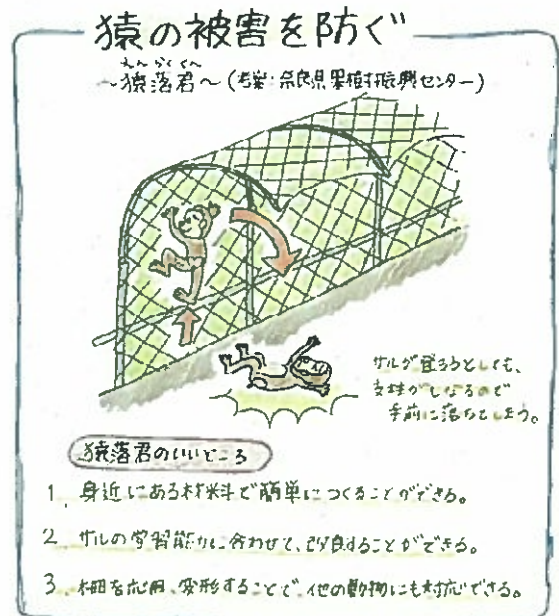 猿の被害を防ぐ
えんらくくん
～猿落君～(考案:奈良県果樹振興センター)
サルが登ろうとしても、
支柱がしなるので
手前に落ちてしまう。
猿落君のいいところ
1. 身近にある材料で簡単につくることができる。
2. サルの学習能力に合わせて、改良することができる。
3. 柵を応用、変形することで、他の動物にも対応できる。